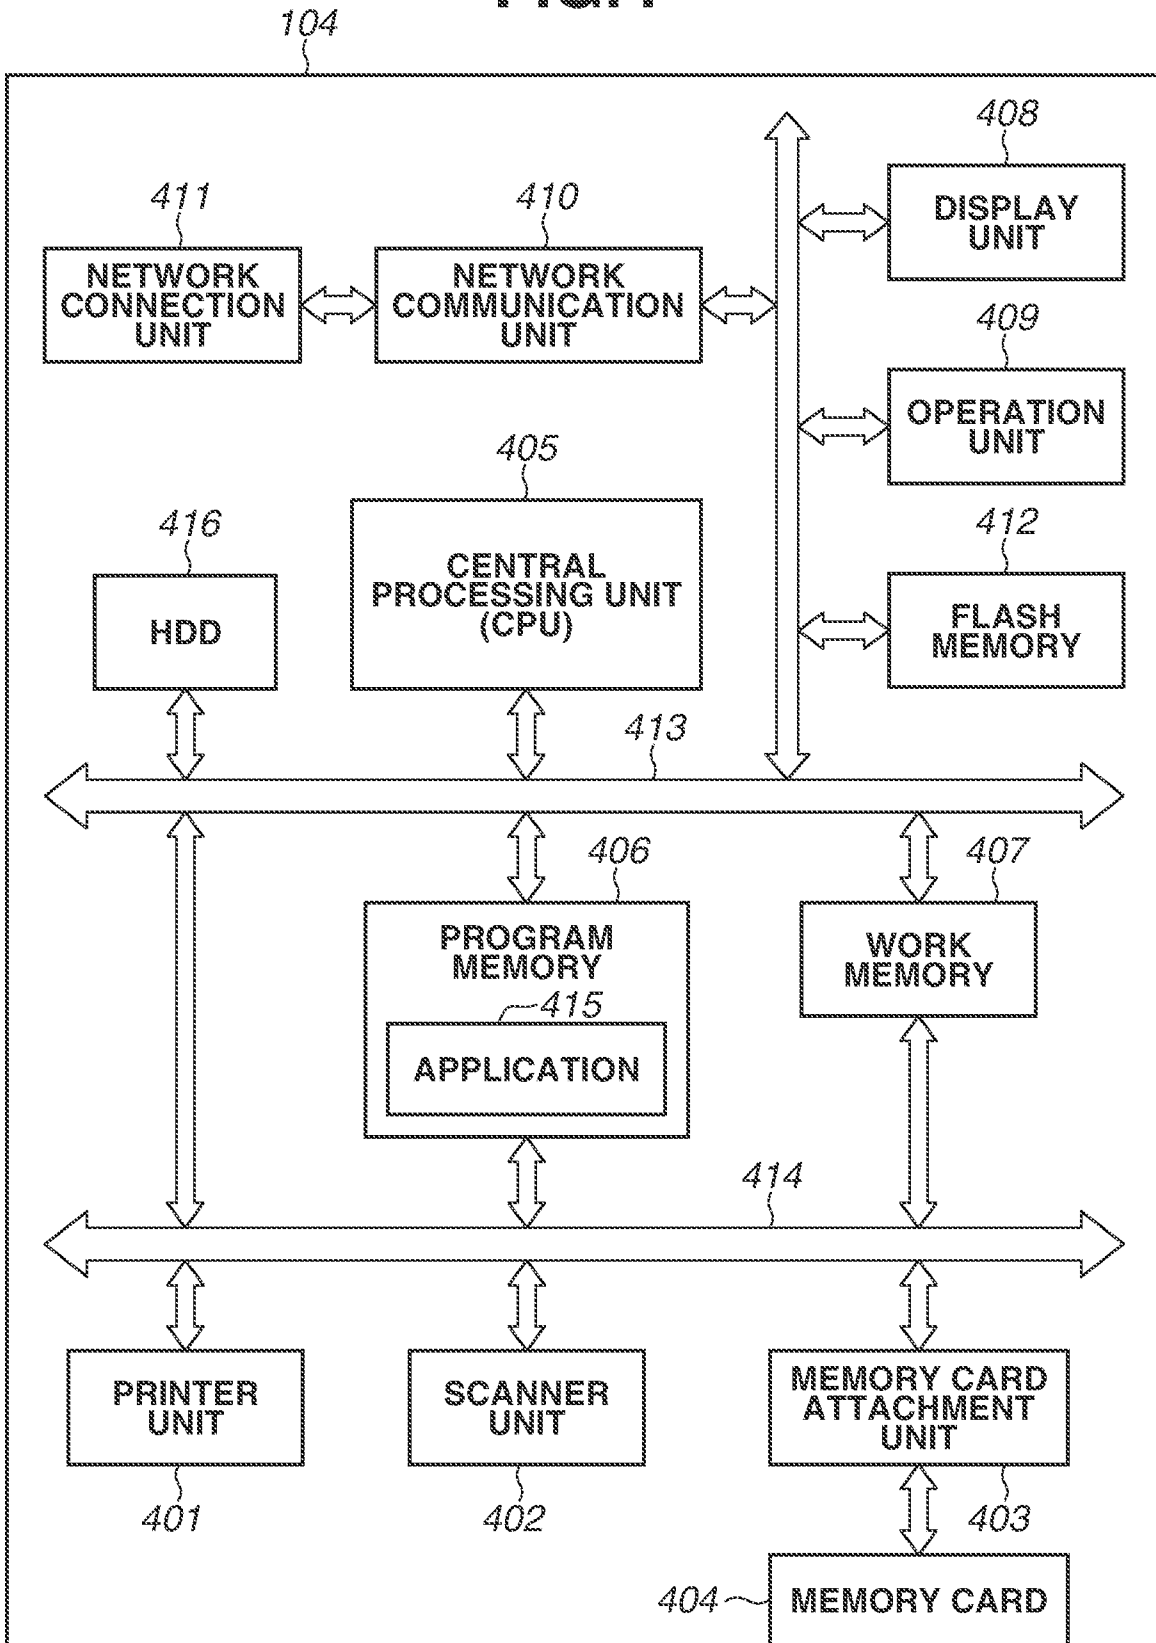 104
408
DISPLAY
UNIT
411
410
NETWORK
CONNECTION
UNIT
NETWORK
COMMUNICATION
UNIT
409
OPERATION
UNIT
405
416
412
CENTRAL
PROCESSING UNIT
(CPU)
HDD
FLASH
MEMORY
413
406
407
PROGRAM
MEMORY
WORK
MEMORY
415
APPLICATION
414
PRINTER
UNIT
SCANNER
UNIT
MEMORY CARD
ATTACHMENT
UNIT
401
402
403
404
MEMORY CARD